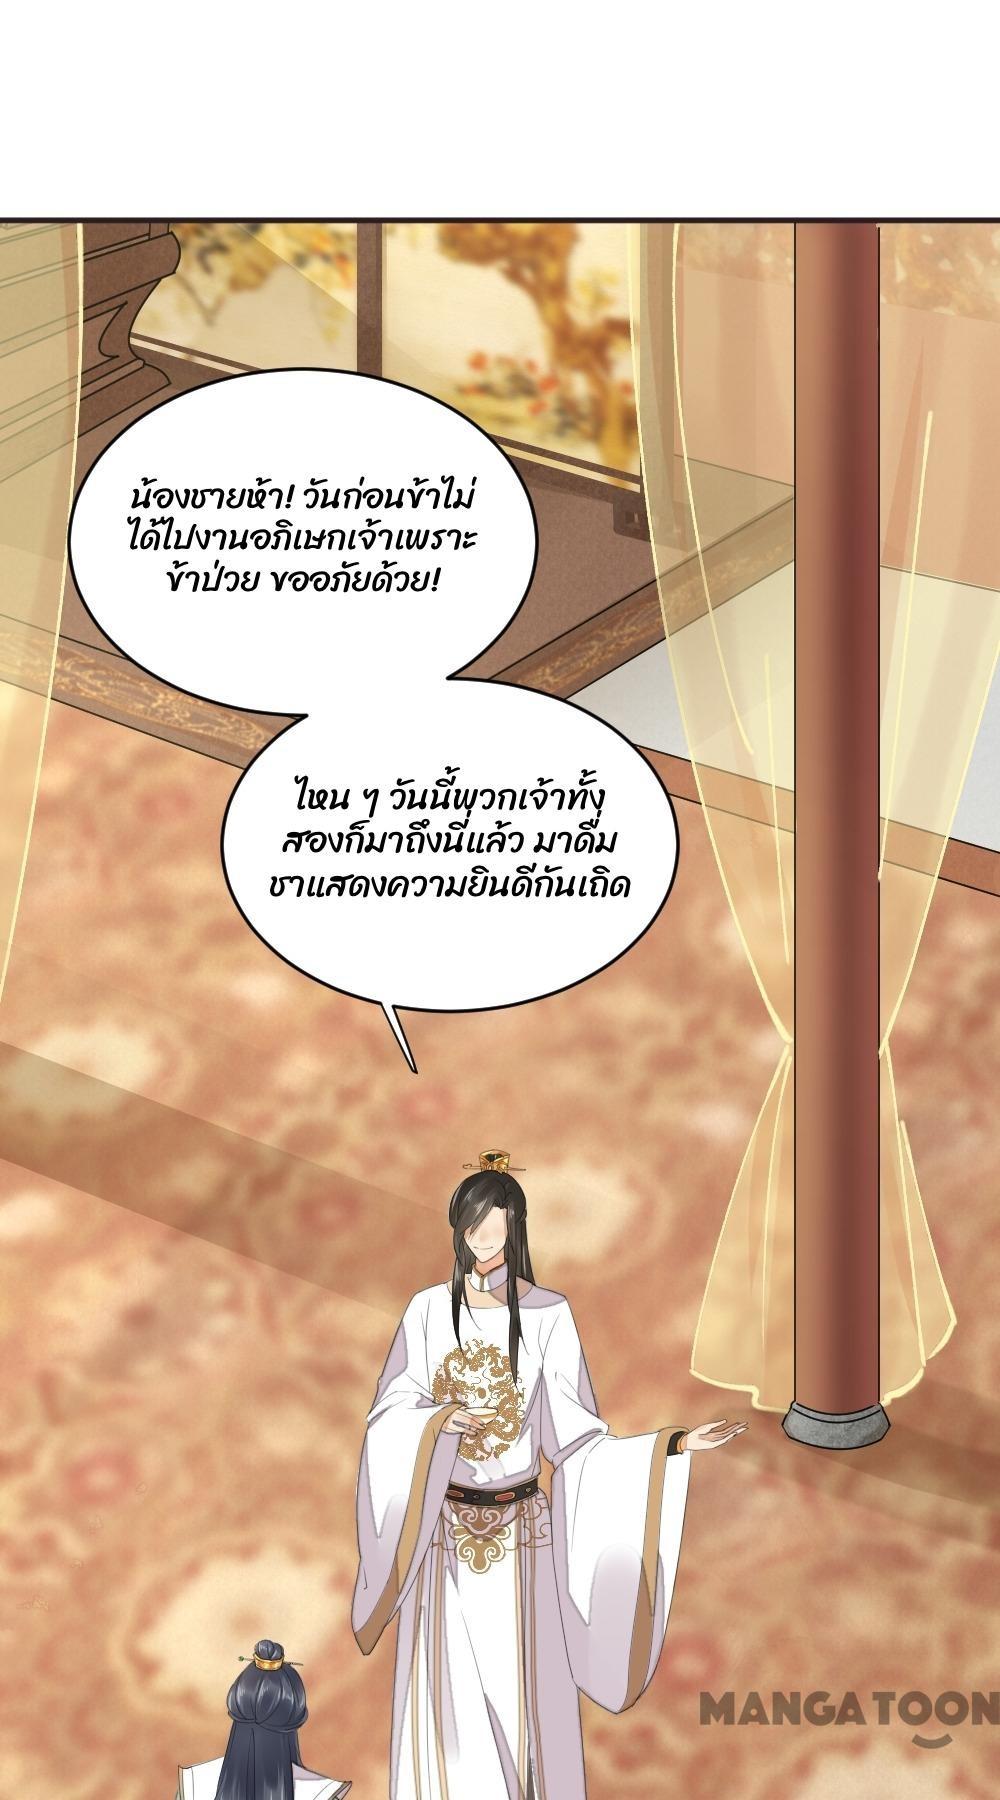 น้องชายห้า! วันก่อนข้าไม่
ได้ไปงานอภิเษกเจ้าเพราะ
ข้าป่วย ขออภัยด้วย!
ไหน ๆ วันนี้พวกเจ้าทั้ง
สองก็มาถึงนี่แล้ว มาดื่ม
ชาแสดงความยินดีกันเถิด
MANGATOON